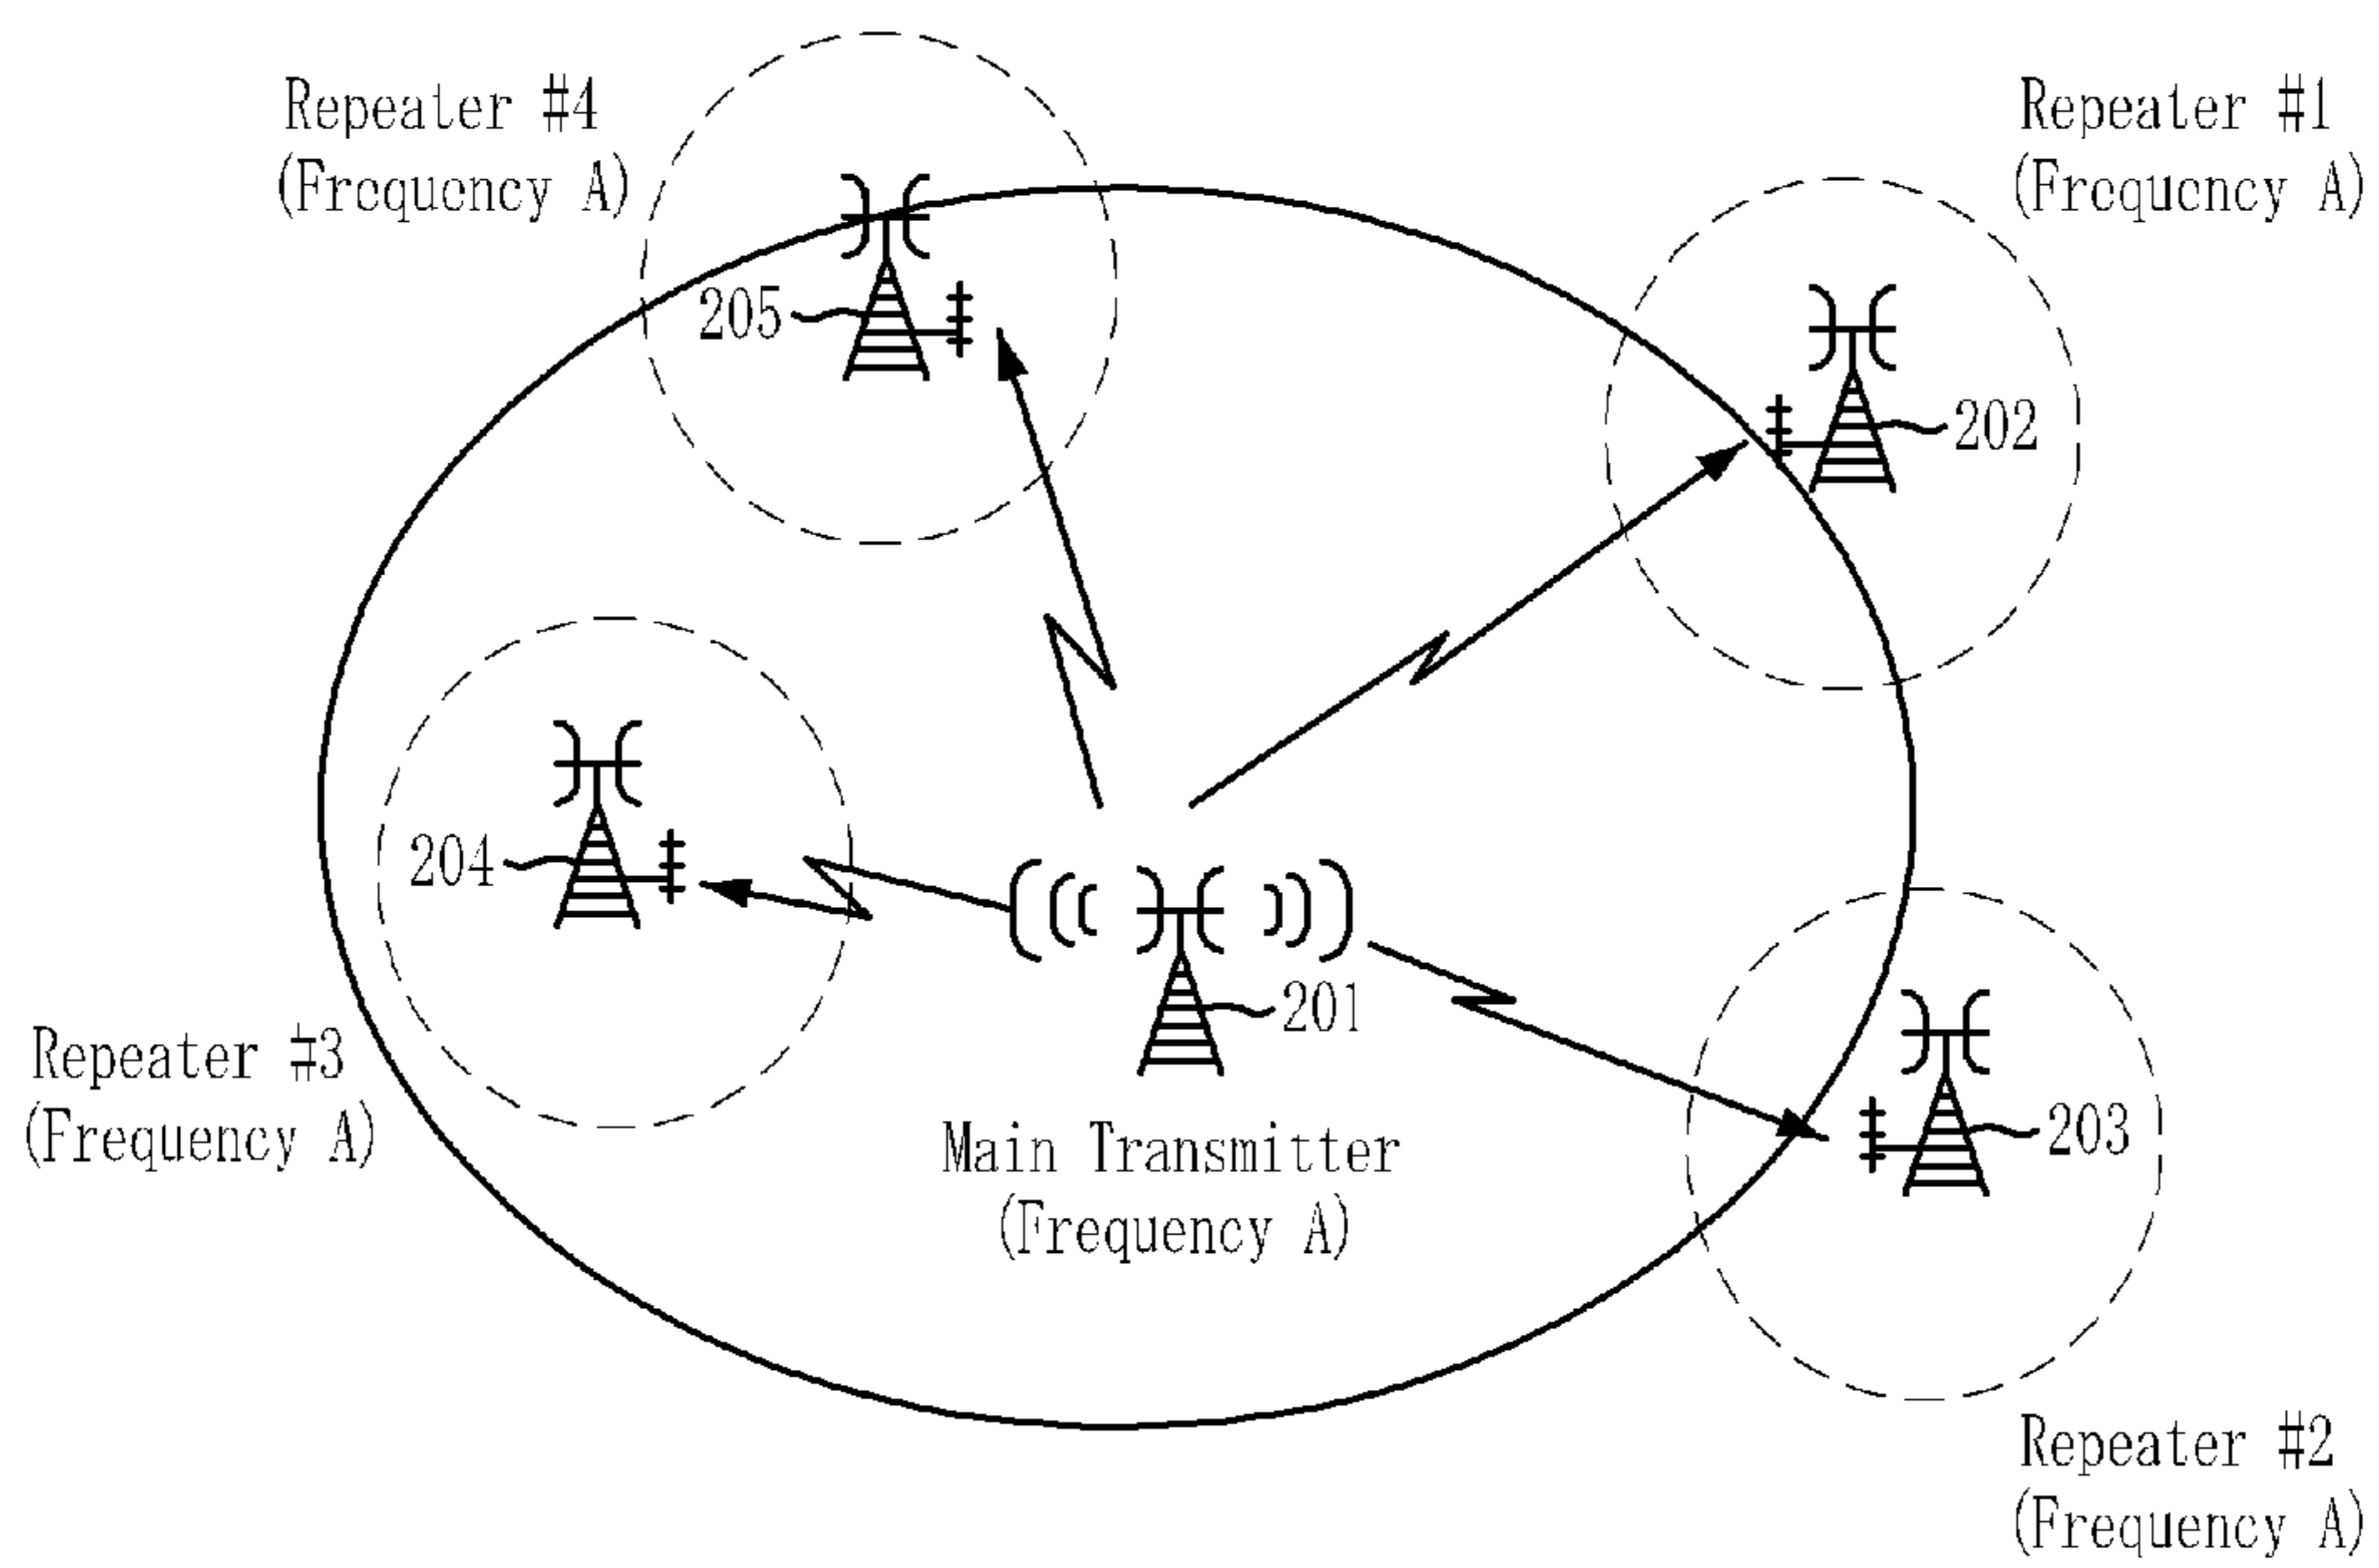 Repeater #4
(Frequency A)
Repeater #1
(Frequency A)
205
202
204
201
Repeater #3
(Frequency A)
Main Transmitter
(Frequency A)
203
Repeater #2
(Frequency A)